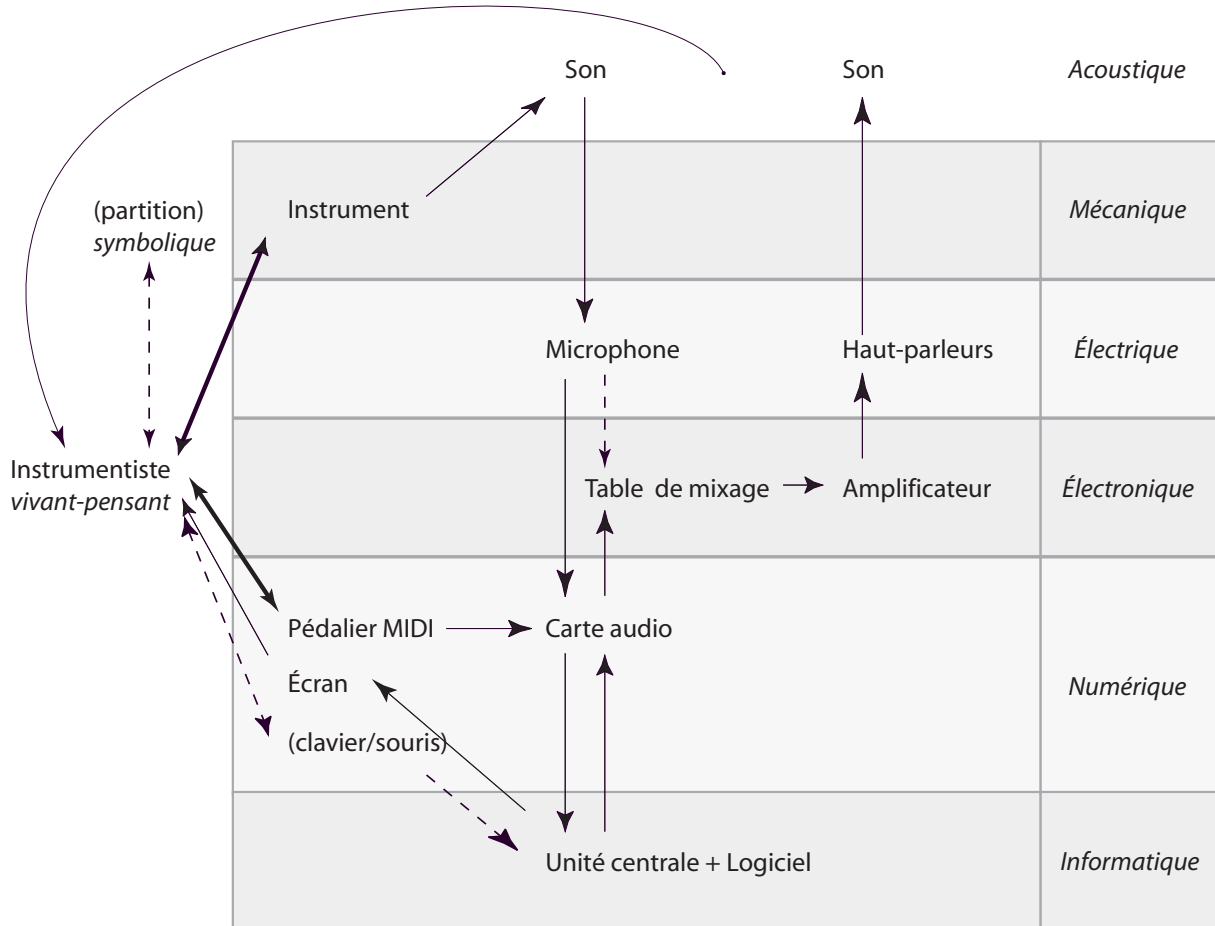 Son
Son
Acoustique
(partition)
symbolique
Instrument
Mécanique
Microphone
Haut-parleurs
Électrique
Instrumentiste
vivant-pensant
Table de mixage
Amplificateur
Électronique
Pédalier MIDI
Carte audio
Écran
Numérique
(clavier/souris)
Unité centrale + Logiciel
Informatique